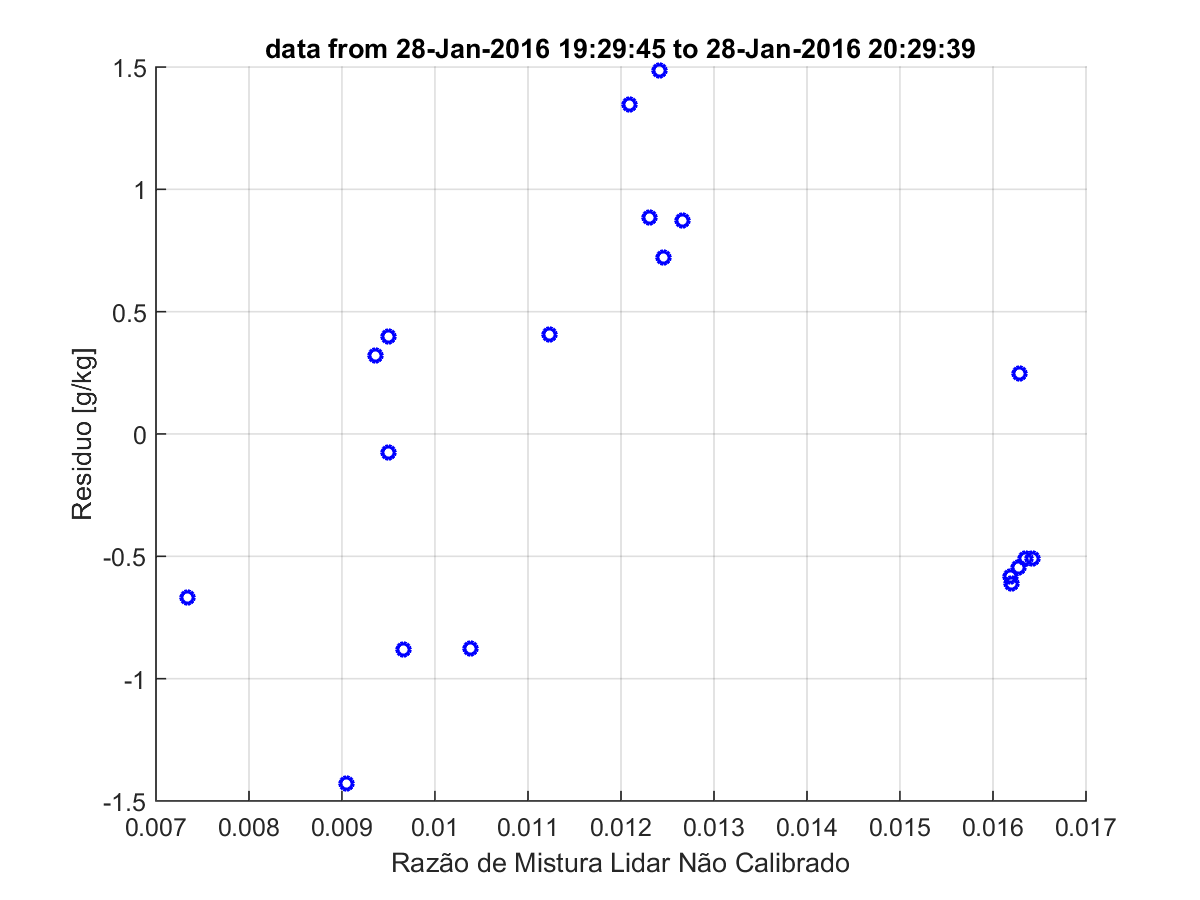 data from 28-Jan-2016 19:29:45 to 28-Jan-2016 20:29:39
1.5
1
0.5
0
-0.5
-1
-1.5
Residuo [g/kg]
0.007 0.008 0.009 0.01 0.011 0.012 0.013 0.014 0.015 0.016 0.017
Razão de Mistura Lidar Não Calibrado